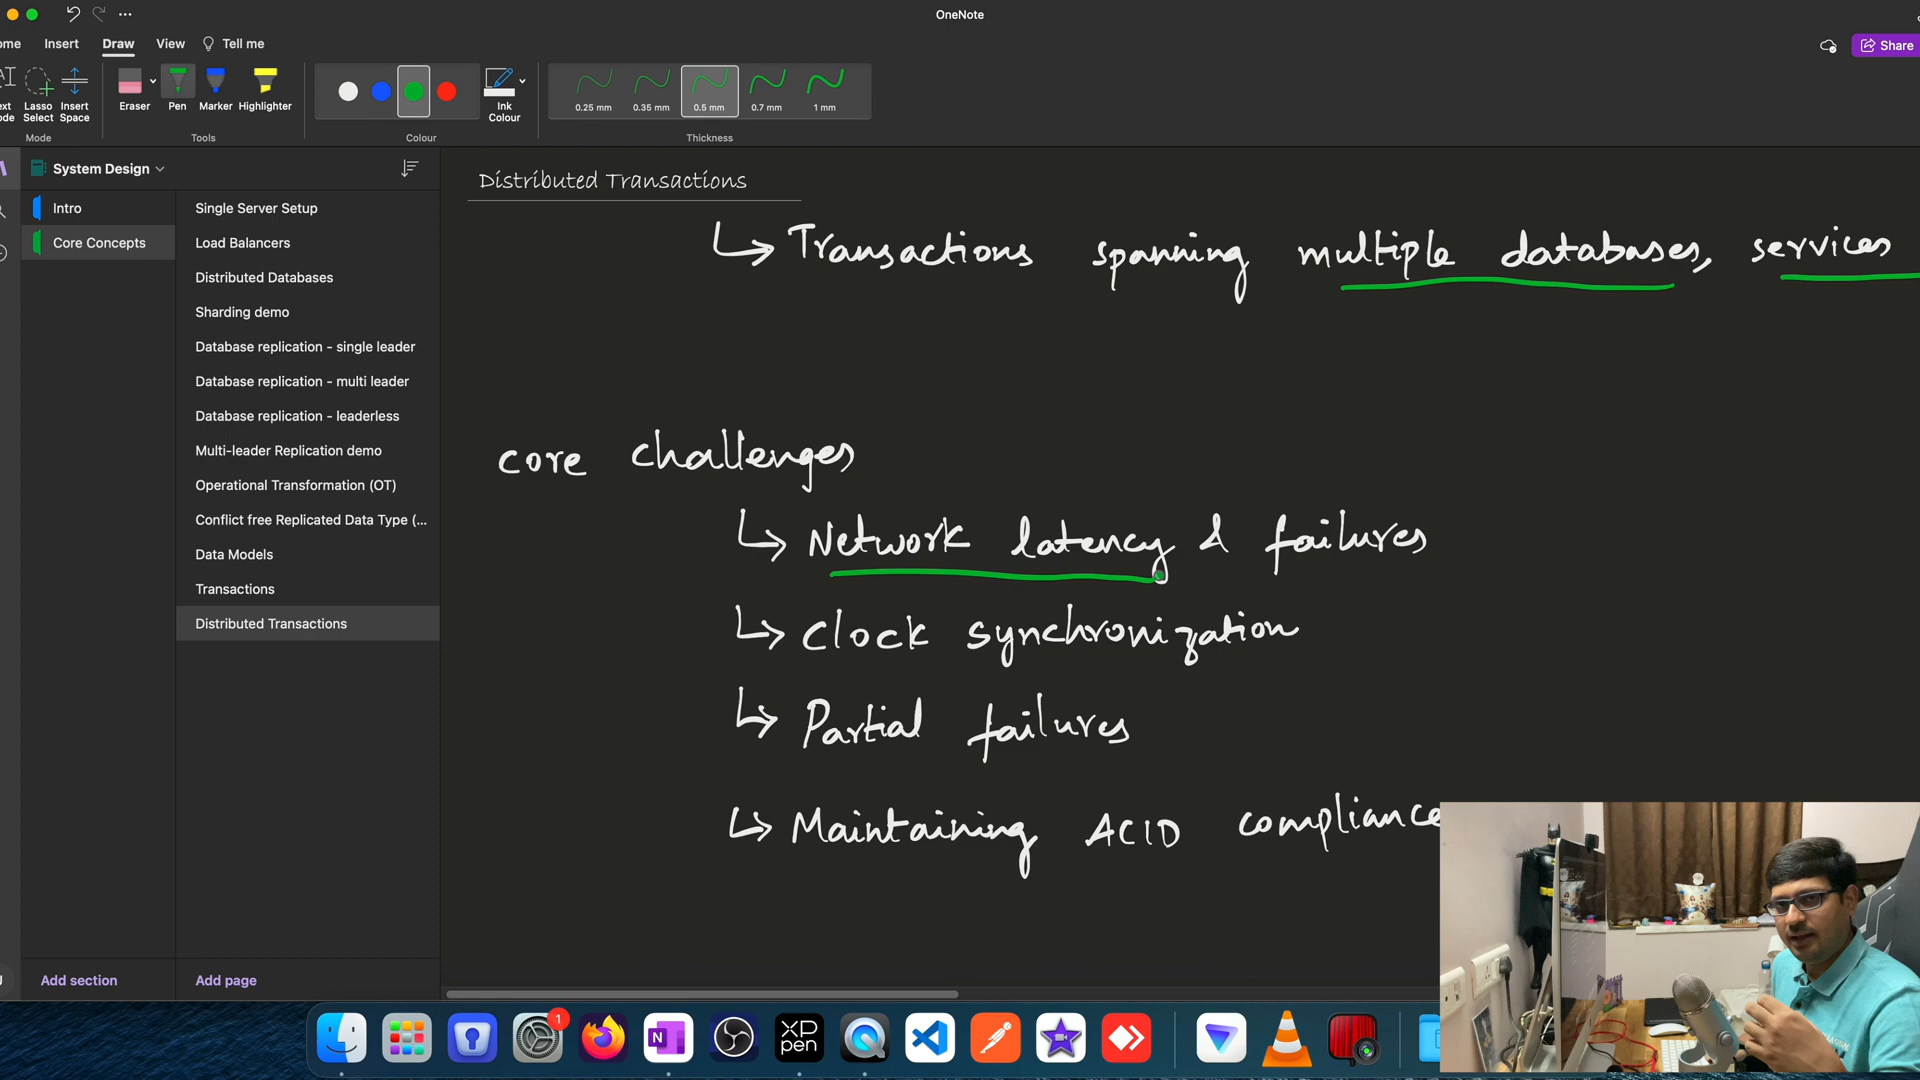 OneNote
ome Insert Draw View Tell me
Share
Eraser Pen Marker Highlighter
Lasso Select
Insert Space
Ink Colour
0.25 mm 0.35 mm 0.5 mm 0.7 mm 1 mm
Mode Tools Colour Thickness
System Design
Intro
Core Concepts
Single Server Setup
Load Balancers
Distributed Databases
Sharding demo
Database replication - single leader
Database replication - multi leader
Database replication - leaderless
Multi-leader Replication demo
Operational Transformation (OT)
Conflict free Replicated Data Type (...
Data Models
Transactions
Distributed Transactions
Add section Add page
Distributed Transactions
↳ Transactions spanning multiple databases, services
core challenges
↳ Network latency & failures
↳ Clock synchronization
↳ Partial failures
↳ Maintaining ACID compliance
1
N
XP pen